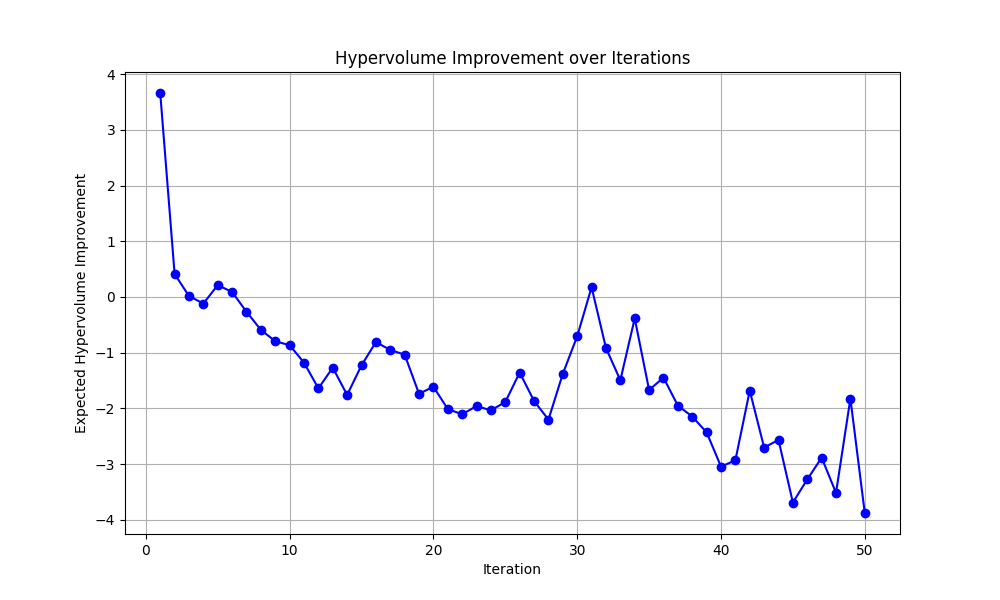 Hypervolume Improvement over Iterations
Expected Hypervolume Improvement
4
3
2
1
0
−1
−2
−3
−4
0 10 20 30 40 50
Iteration